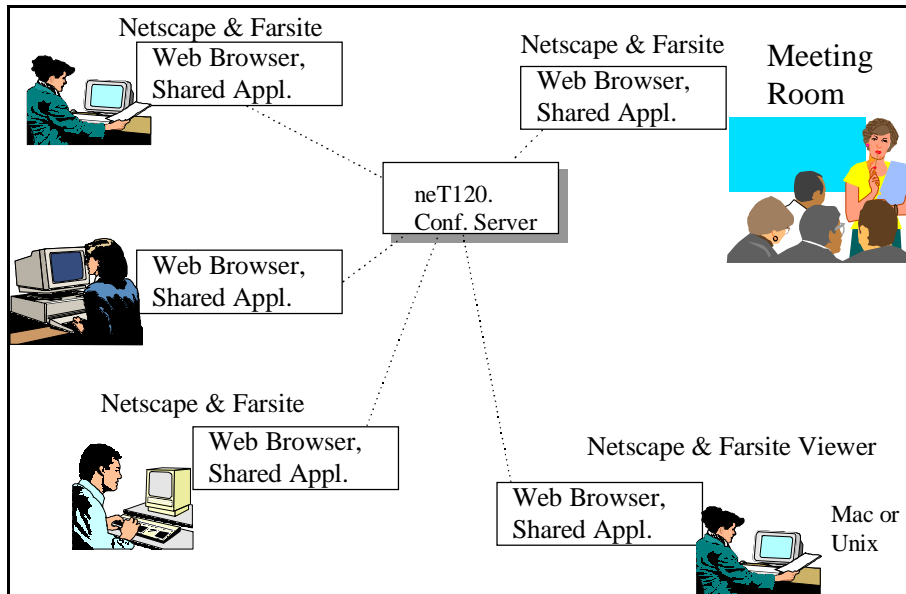 Netscape & Farsite
Web Browser,
Shared Appl.
Netscape & Farsite
Web Browser,
Shared Appl.
Meeting
Room
neT120.
Conf. Server
Web Browser,
Shared Appl.
Netscape & Farsite
Web Browser,
Shared Appl.
Netscape & Farsite Viewer
Web Browser,
Shared Appl.
Mac or
Unix